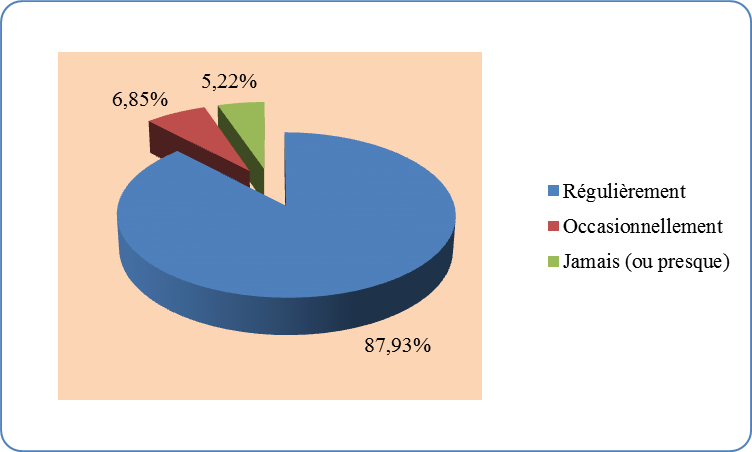 5,22%
6,85%
87,93%
Régulièrement
Occasionnellement
Jamais (ou presque)